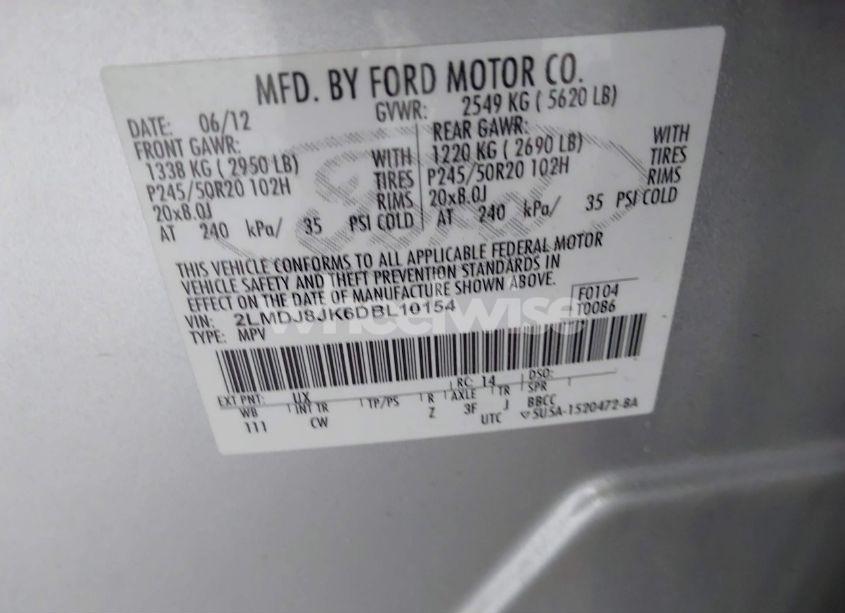 MFD. BY FORD MOTOR CO.
DATE: 06/12 GVWR: 2549 KG ( 5620 LB)
FRONT GAWR: REAR GAWR:
1338 KG ( 2950 LB) WITH 1220 KG ( 2690 LB) WITH
P245/50R20 102H TIRES P245/50R20 102H TIRES
20x8.0J RIMS 20x8.0J RIMS
AT 240 kPa/ 35 PSI COLD AT 240 kPa/ 35 PSI COLD
THIS VEHICLE CONFORMS TO ALL APPLICABLE FEDERAL MOTOR
VEHICLE SAFETY AND THEFT PREVENTION STANDARDS IN
EFFECT ON THE DATE OF MANUFACTURE SHOWN ABOVE.
VIN: 2LMDJ8JK6DBL10154 F0104
TYPE: MPV T0086
wheelwise
EXT PNT: UX RC: 14 DSO:
WB INT TR TP/PS R AXLE TR SPR
111 CW Z 3F J BBCC
UTC 5U5A-1520472-BA